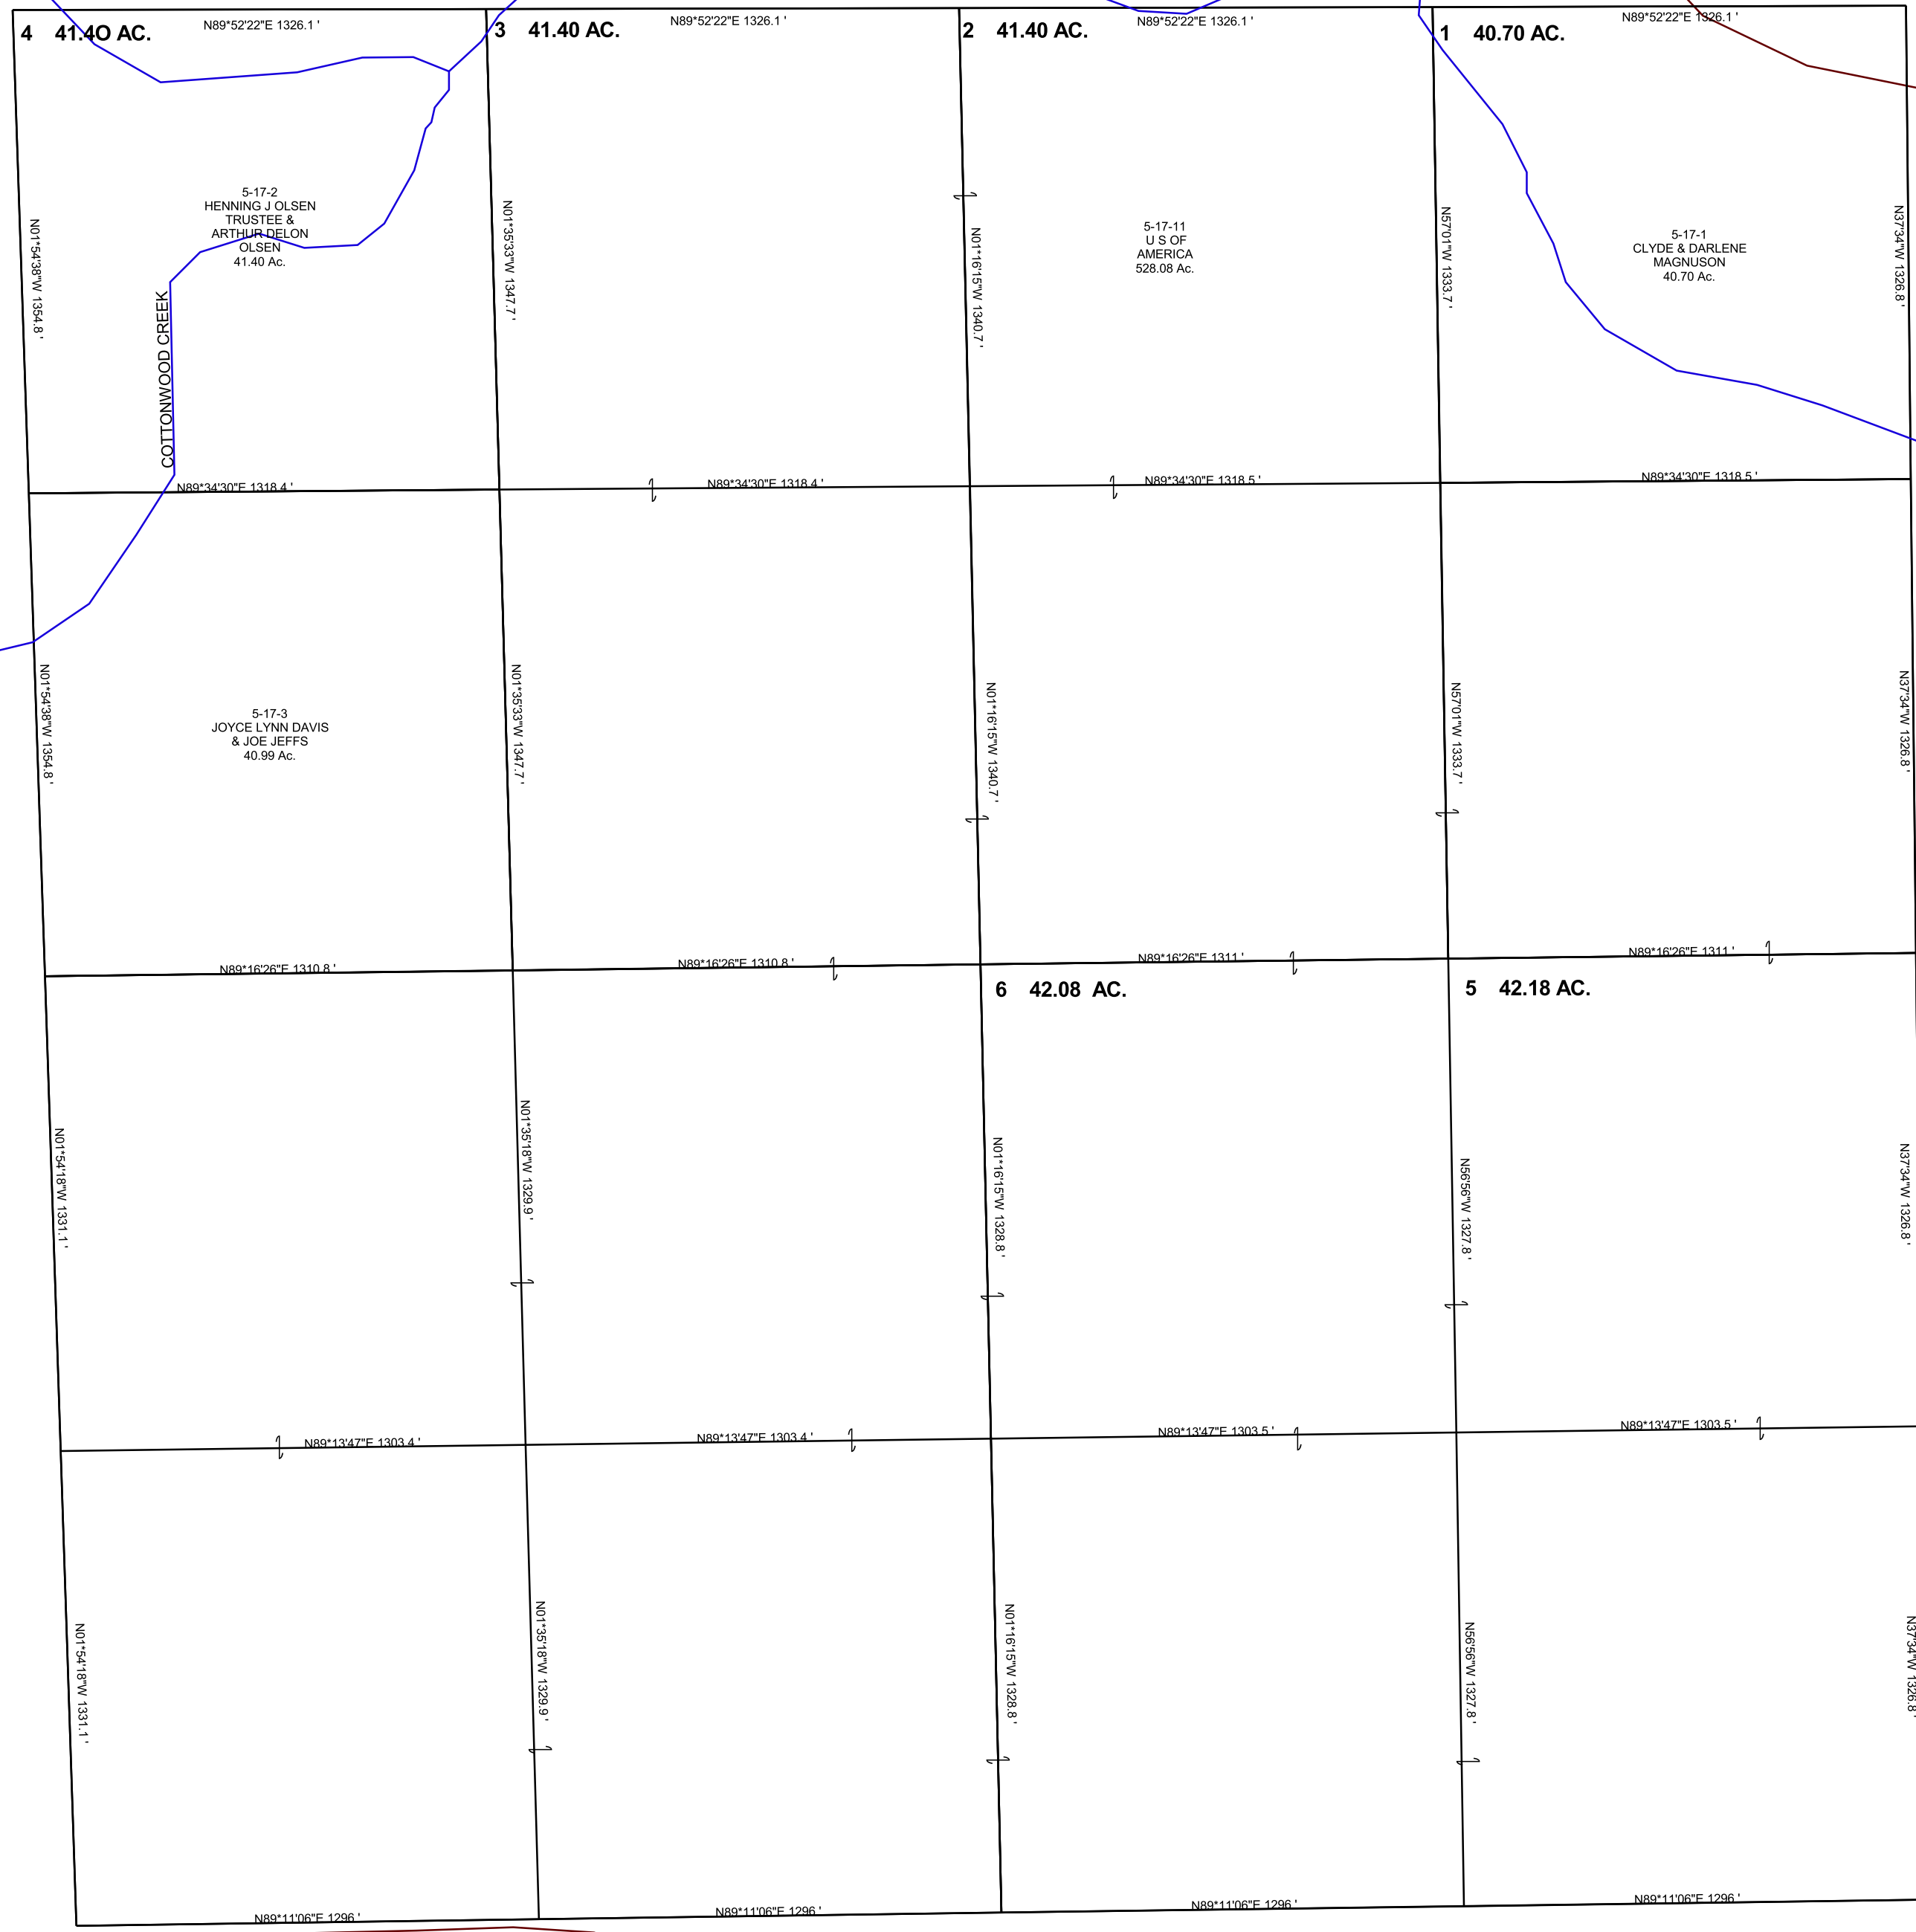 4 41.4O AC.
N89*52'22"E 1326.1 '
3 41.40 AC.
N89*52'22"E 1326.1 '
2 41.40 AC.
N89*52'22"E 1326.1 '
1 40.70 AC.
N89*52'22"E 1326.1 '
5-17-2
HENNING J OLSEN
TRUSTEE &
ARTHUR DELON
OLSEN
41.40 Ac.
5-17-11
U S OF
AMERICA
528.08 Ac.
5-17-1
CLYDE & DARLENE
MAGNUSON
40.70 Ac.
N01*54'38"W 1354.8 '
COTTONWOOD CREEK
N01*35'33"W 1347.7 '
N01*16'15"W 1340.7 '
N57'01"W 1333.7 '
N37'34"W 1326.8 '
N89*34'30"E 1318.4 '
N89*34'30"E 1318.4 '
N89*34'30"E 1318.5 '
N89*34'30"E 1318.5 '
N01*54'38"W 1354.8 '
5-17-3
JOYCE LYNN DAVIS
& JOE JEFFS
40.99 Ac.
N01*35'33"W 1347.7 '
N01*16'15"W 1340.7 '
N57'01"W 1333.7 '
N37'34"W 1326.8 '
N89*16'26"E 1310.8 '
N89*16'26"E 1310.8 '
N89*16'26"E 1311 '
N89*16'26"E 1311 '
6 42.08 AC.
5 42.18 AC.
N01*54'18"W 1331.1 '
N01*35'18"W 1329.9 '
N01*16'15"W 1328.8 '
N56'56"W 1327.8 '
N37'34"W 1326.8 '
N89*13'47"E 1303.4 '
N89*13'47"E 1303.4 '
N89*13'47"E 1303.5 '
N89*13'47"E 1303.5 '
N01*54'18"W 1331.1 '
N01*35'18"W 1329.9 '
N01*16'15"W 1328.8 '
N56'56"W 1327.8 '
N37'34"W 1326.8 '
N89*11'06"E 1296 '
N89*11'06"E 1296 '
N89*11'06"E 1296 '
N89*11'06"E 1296 '